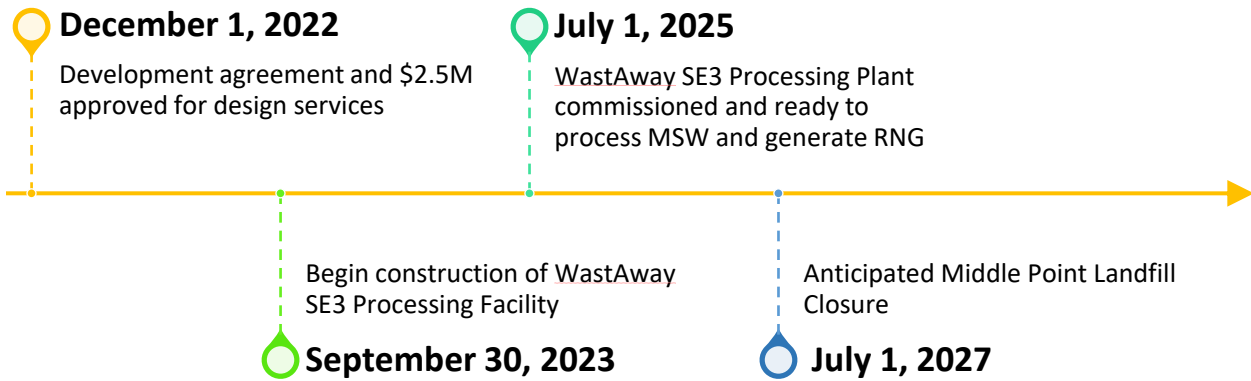 December 1, 2022
Development agreement and $2.5M
approved for design services
July 1, 2025
WastAway SE3 Processing Plant
commissioned and ready to
process MSW and generate RNG
Begin construction of WastAway
SE3 Processing Facility
September 30, 2023
Anticipated Middle Point Landfill
Closure
July 1, 2027